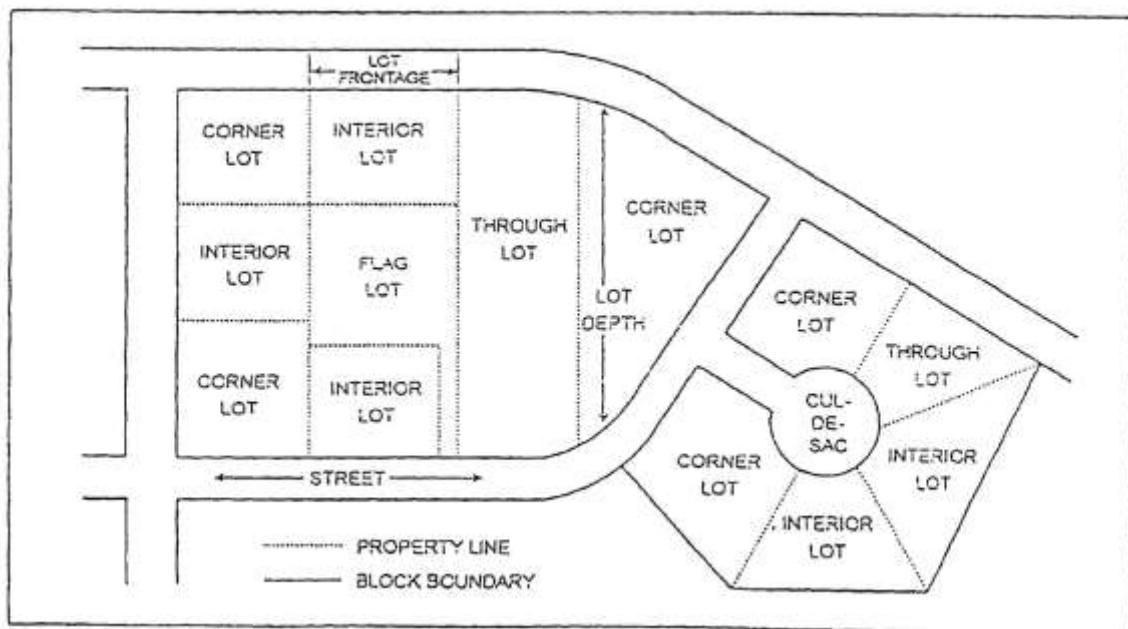 LOT
FRONTAGE
CORNER
LOT
INTERIOR
LOT
THROUGH
LOT
CORNER
LOT
INTERIOR
LOT
FLAG
LOT
LOT
DEPTH
CORNER
LOT
INTERIOR
LOT
CORNER
LOT
THROUGH
LOT
CUL-
DE-
SAC
CORNER
LOT
INTERIOR
LOT
INTERIOR
LOT
STREET
PROPERTY LINE
BLOCK BOUNDARY